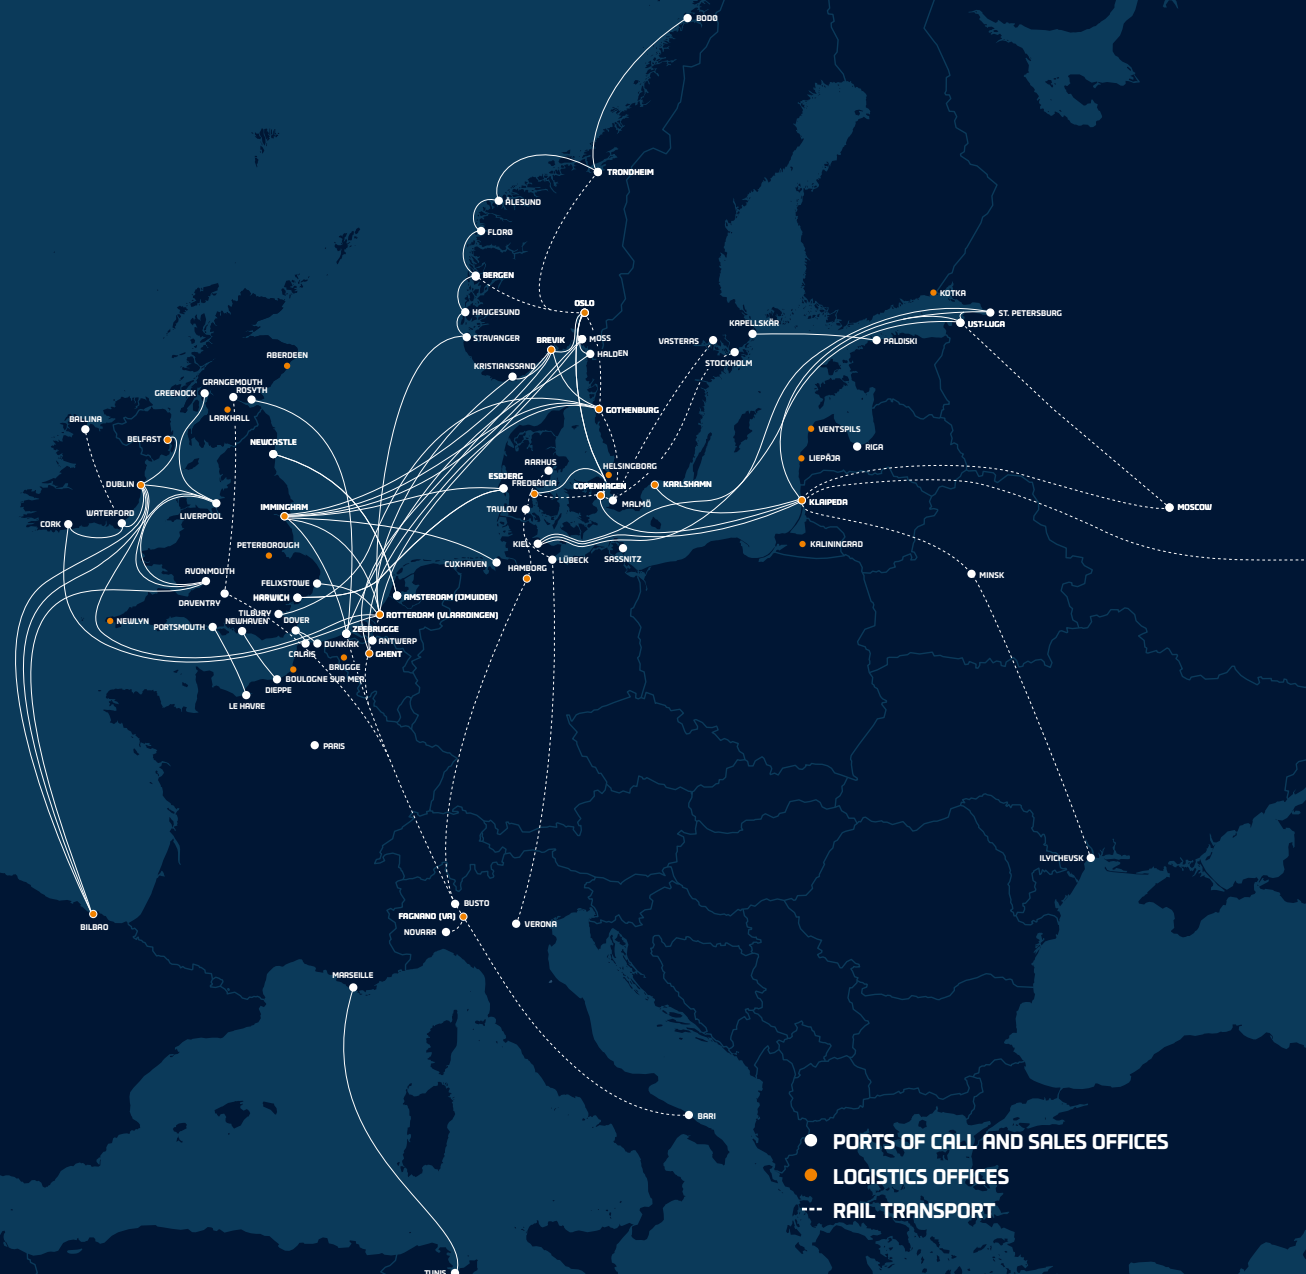 BODØ
TRONDHEIM
ÅLESUND
FLORØ
BERGEN
KOTKA
OSLO
HAUGESUND
ST. PETERSBURG
KAPELLSKÄR
UST-LUGA
STAVANGER
BREVIK
MOSS
VASTERAS
PALDISKI
ABERDEEN
HALDEN
STOCKHOLM
KRISTIANSSAND
GRANGEMOUTH
GREENOCK
ROSYTH
LARKHALL
GOTHENBURG
BALLINA
VENTSPILS
BELFAST
NEWCASTLE
RIGA
LIEPÃJA
AARHUS
HELSINGBORG
ESBJERG
FREDERICIA
DUBLIN
COPENHAGEN
KARLSHAMN
IMMINGHAM
MALMÖ
KLAIPEDA
WATERFORD
LIVERPOOL
TAULOV
MOSCOW
CORK
PETERBOROUGH
KIEL
KALININGRAD
CUXHAVEN
LÜBECK
SASSNITZ
HAMBORG
AVONMOUTH
MINSK
FELIXSTOWE
DAVENTRY
HARWICH
AMSTERDAM (IJMUIDEN)
TILBURY
ROTTERDAM (VLAARDINGEN)
NEWLYN
PORTSMOUTH
NEWHAVEN
DOVER
ZEEBRUGGE
DUNKIRK
ANTWERP
CALAIS
GHENT
BRUGGE
BOULOGNE SUR MER
DIEPPE
LE HAVRE
PARIS
ILYICHEVSK
BUSTO
FAGNANO (VA)
BILBAO
NOVARA
VERONA
MARSEILLE
BARI
PORTS OF CALL AND SALES OFFICES
LOGISTICS OFFICES
RAIL TRANSPORT
TUNIS